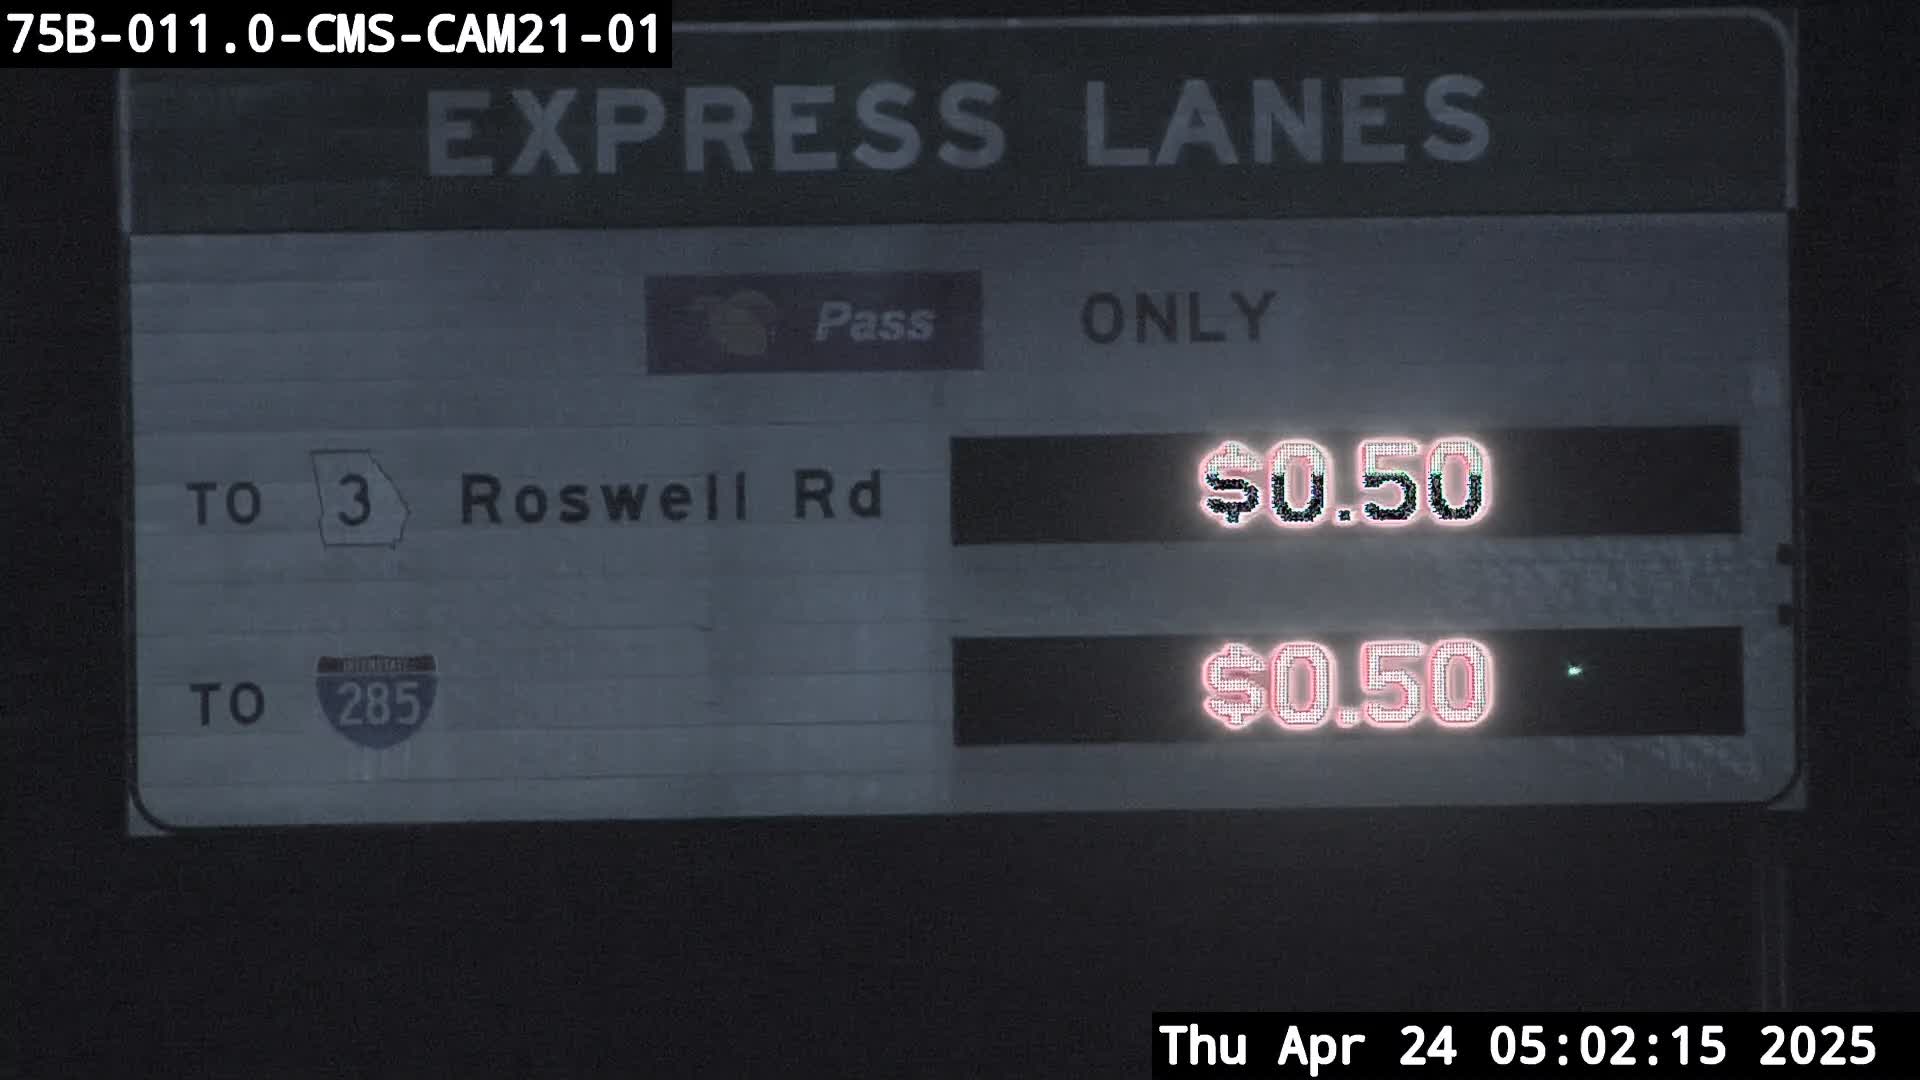 75B-011.0-CMS-CAM21-01
EXPRESS LANES
Pass ONLY
TO 3 Roswell Rd $0.50
INTERSTATE
TO 285 $0.50
Thu Apr 24 05:02:15 2025